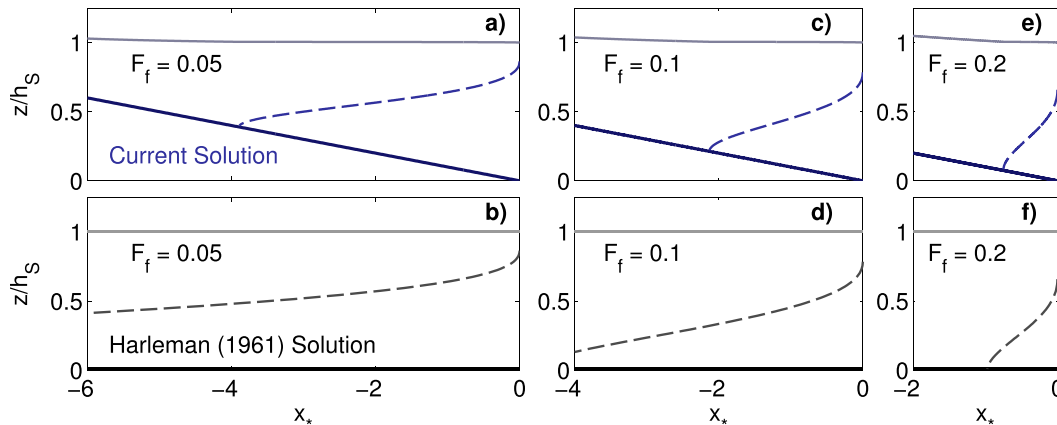 a)
1
0.5
0
z/h_S
F_f = 0.05
Current Solution
c)
1
0.5
0
F_f = 0.1
e)
1
0.5
0
F_f = 0.2
b)
1
0.5
0
z/h_S
F_f = 0.05
Harleman (1961) Solution
−6
−4
−2
0
x_*
d)
1
0.5
0
F_f = 0.1
−4
−2
0
x_*
f)
1
0.5
0
F_f = 0.2
−2
0
x_*